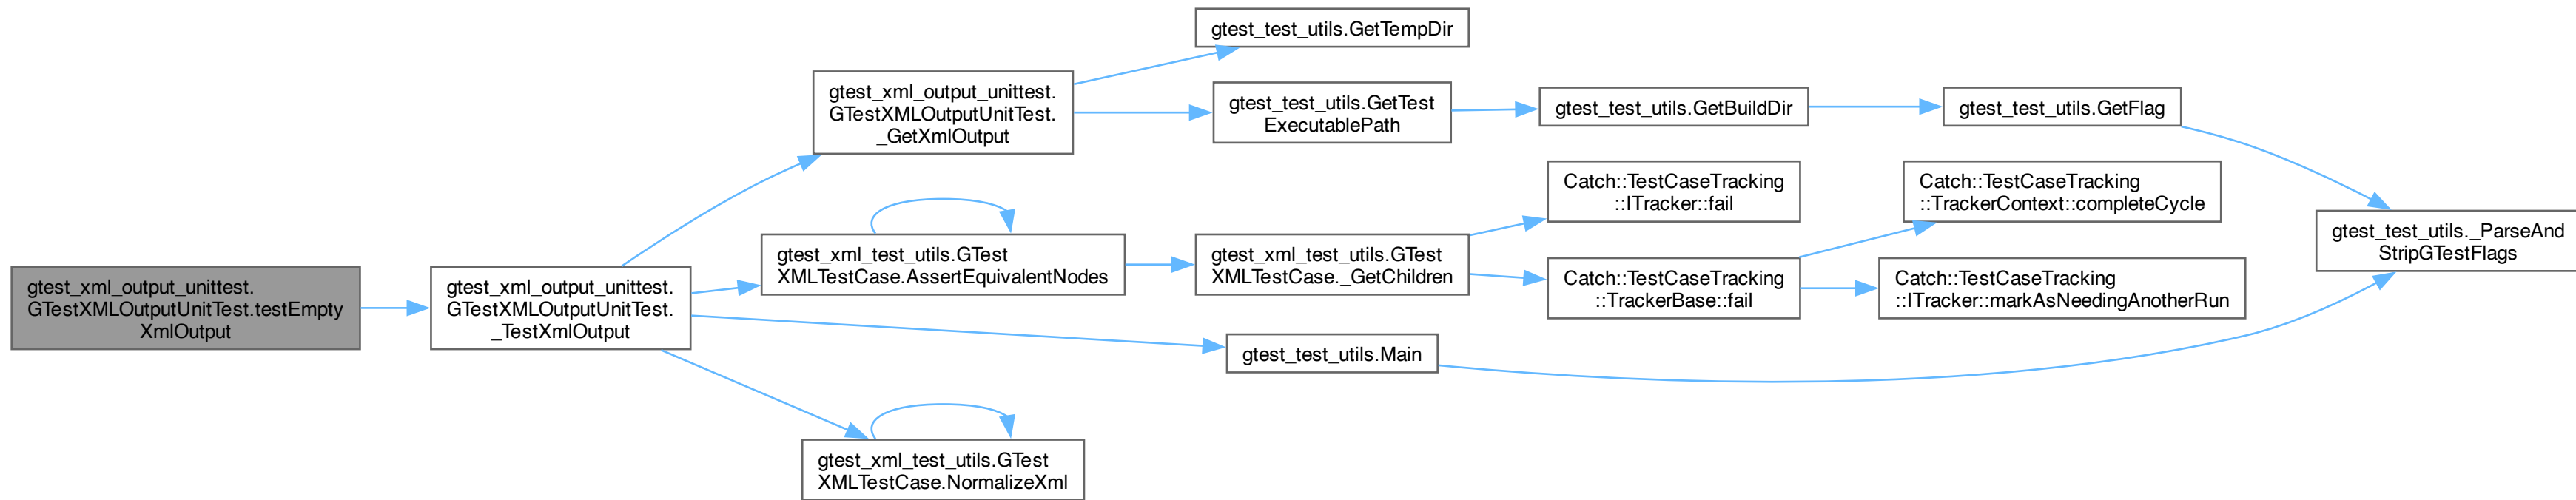 gtest_xml_output_unittest.
GTestXMLOutputUnitTest.testEmpty
XmlOutput
gtest_xml_output_unittest.
GTestXMLOutputUnitTest.
_TestXmlOutput
gtest_xml_output_unittest.
GTestXMLOutputUnitTest.
_GetXmlOutput
gtest_test_utils.GetTempDir
gtest_test_utils.GetTest
ExecutablePath
gtest_test_utils.GetBuildDir
gtest_test_utils.GetFlag
gtest_test_utils._ParseAnd
StripGTestFlags
gtest_xml_test_utils.GTest
XMLTestCase.AssertEquivalentNodes
gtest_xml_test_utils.GTest
XMLTestCase._GetChildren
Catch::TestCaseTracking
::ITracker::fail
Catch::TestCaseTracking
::TrackerBase::fail
Catch::TestCaseTracking
::TrackerContext::completeCycle
Catch::TestCaseTracking
::ITracker::markAsNeedingAnotherRun
gtest_test_utils.Main
gtest_xml_test_utils.GTest
XMLTestCase.NormalizeXml